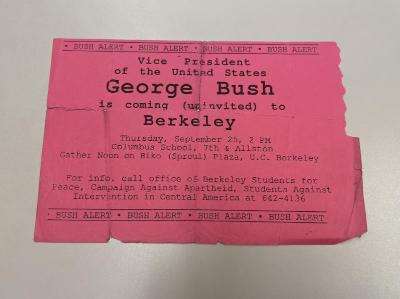 • BUSH ALERT • BUSH ALERT • BUSH ALERT • BUSH ALERT •
Vice President
of the United States
George Bush
is coming (uninvited) to
Berkeley
Thursday, September 25, 2 PM
Columbus School, 7th & Allston
Gather Noon on Biko (Sproul) Plaza, U.C. Berkeley
For info. call office of Berkeley Students for
Peace, Campaign Against Apartheid, Students Against
Intervention in Central America at 642-4136
• BUSH ALERT • BUSH ALERT • BUSH ALERT • BUSH ALERT •